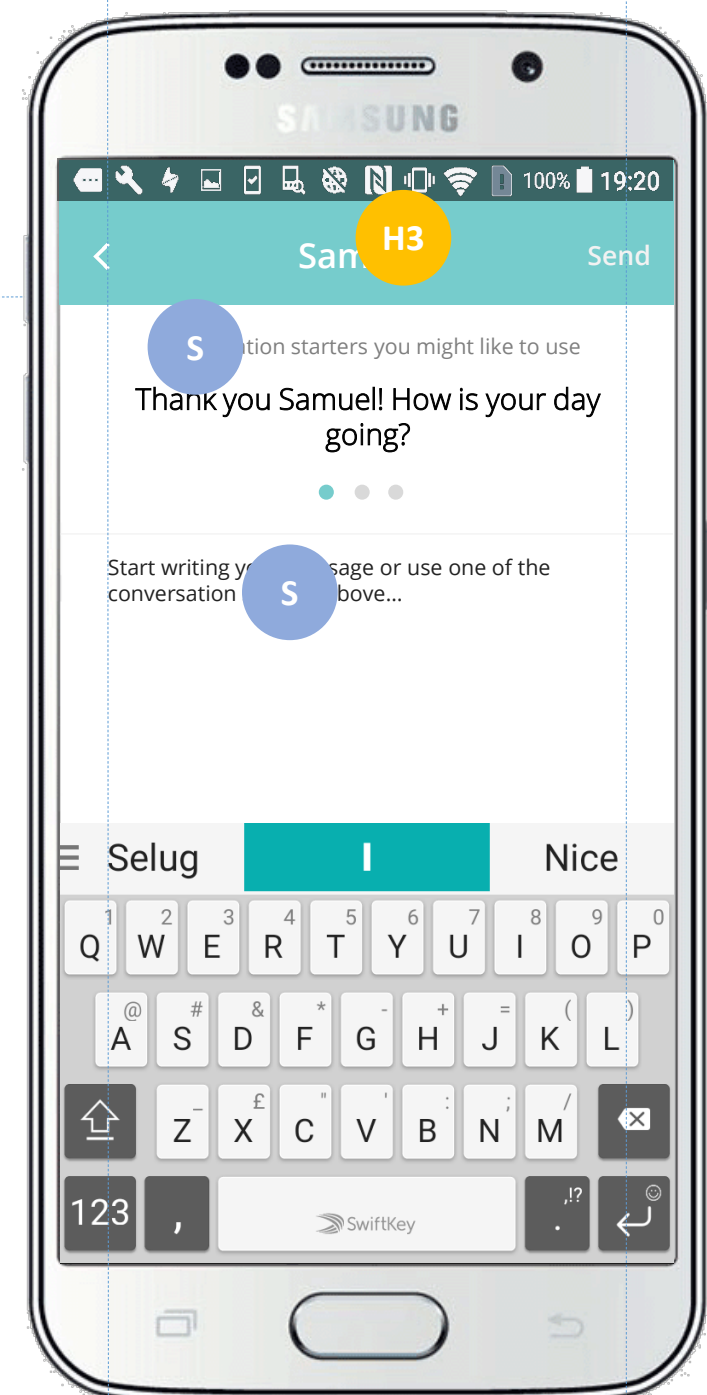 SAMSUNG
100% 19:20
H3
Send
S
tion starters you might like to use
Thank you Samuel! How is your day
going?
Start writing sage or use one of the
S
conversation bove...
Selug I Nice
1 2 3 4 5 6 7 8 9 0
Q W E R T Y U I O P
@ # & * - + = ( )
A S D F G H J K L
_ £ " ' : ; /
Z X C V B N M
,!?
123 , SwiftKey .